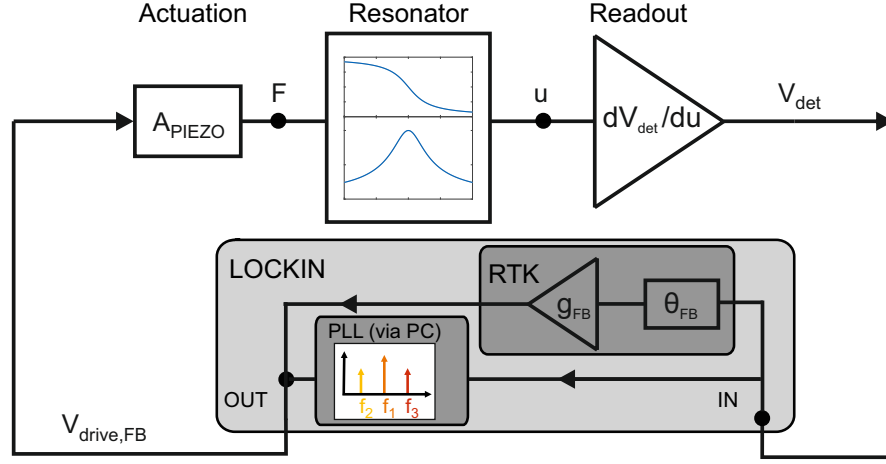 Actuation Resonator Readout
F u V_det
A_PIEZO dV_det/du
LOCKIN RTK
g_FB θ_FB
PLL (via PC)
f_2 f_1 f_3
OUT IN
V_drive,FB